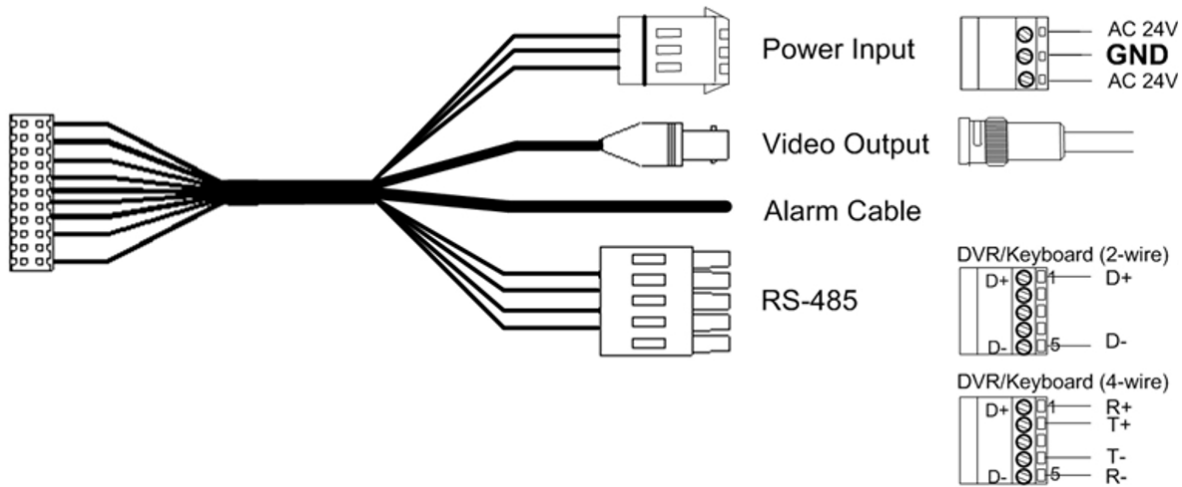 Power Input
AC 24V
GND
AC 24V
Video Output
Alarm Cable
RS-485
DVR/Keyboard (2-wire)
D+ 1 D+
D- 5 D-
DVR/Keyboard (4-wire)
D+ 1 R+
T+
T-
D- 5 R-